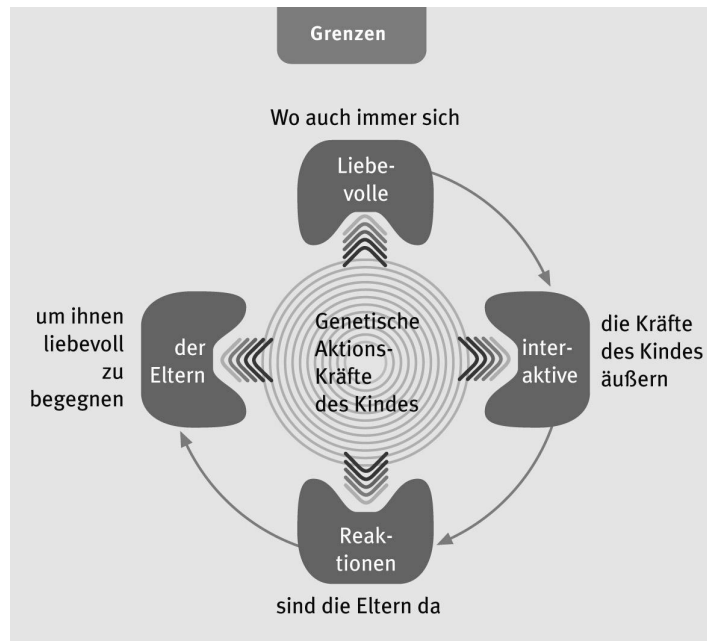 Grenzen
Wo auch immer sich
Liebe-
volle
um ihnen
liebevoll
zu
begegnen
der
Eltern
Genetische
Aktions-
Kräfte
des Kindes
inter-
aktive
die Kräfte
des Kindes
äußern
Reak-
tionen
sind die Eltern da